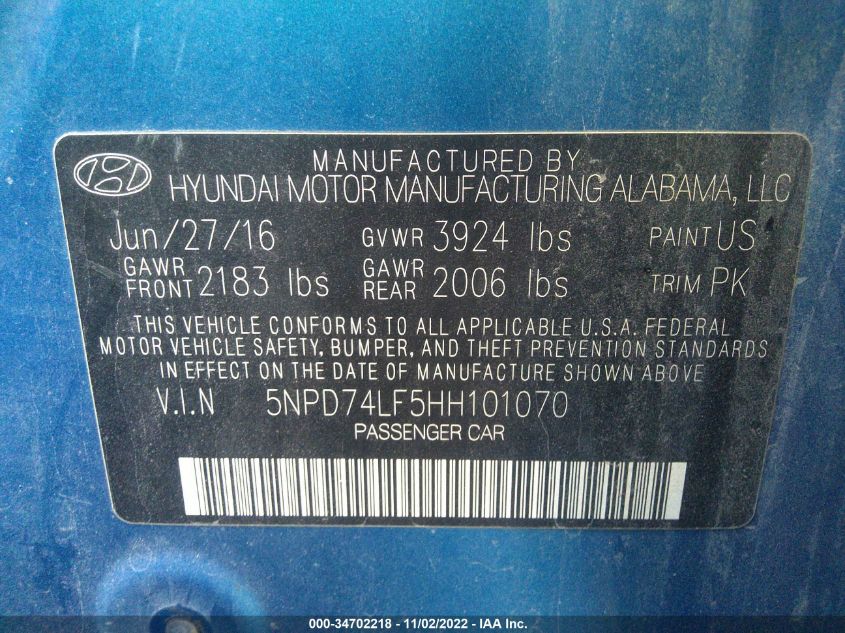 MANUFACTURED BY
HYUNDAI MOTOR MANUFACTURING ALABAMA, LLC
Jun/27/16 GVWR 3924 lbs PAINT US
GAWR FRONT 2183 lbs GAWR REAR 2006 lbs TRIM PK
THIS VEHICLE CONFORMS TO ALL APPLICABLE U.S.A. FEDERAL
MOTOR VEHICLE SAFETY, BUMPER, AND THEFT PREVENTION STANDARDS
IN EFFECT ON THE DATE OF MANUFACTURE SHOWN ABOVE.
V.I.N 5NPD74LF5HH101070
PASSENGER CAR
000-34702218 - 11/02/2022 - IAA Inc.